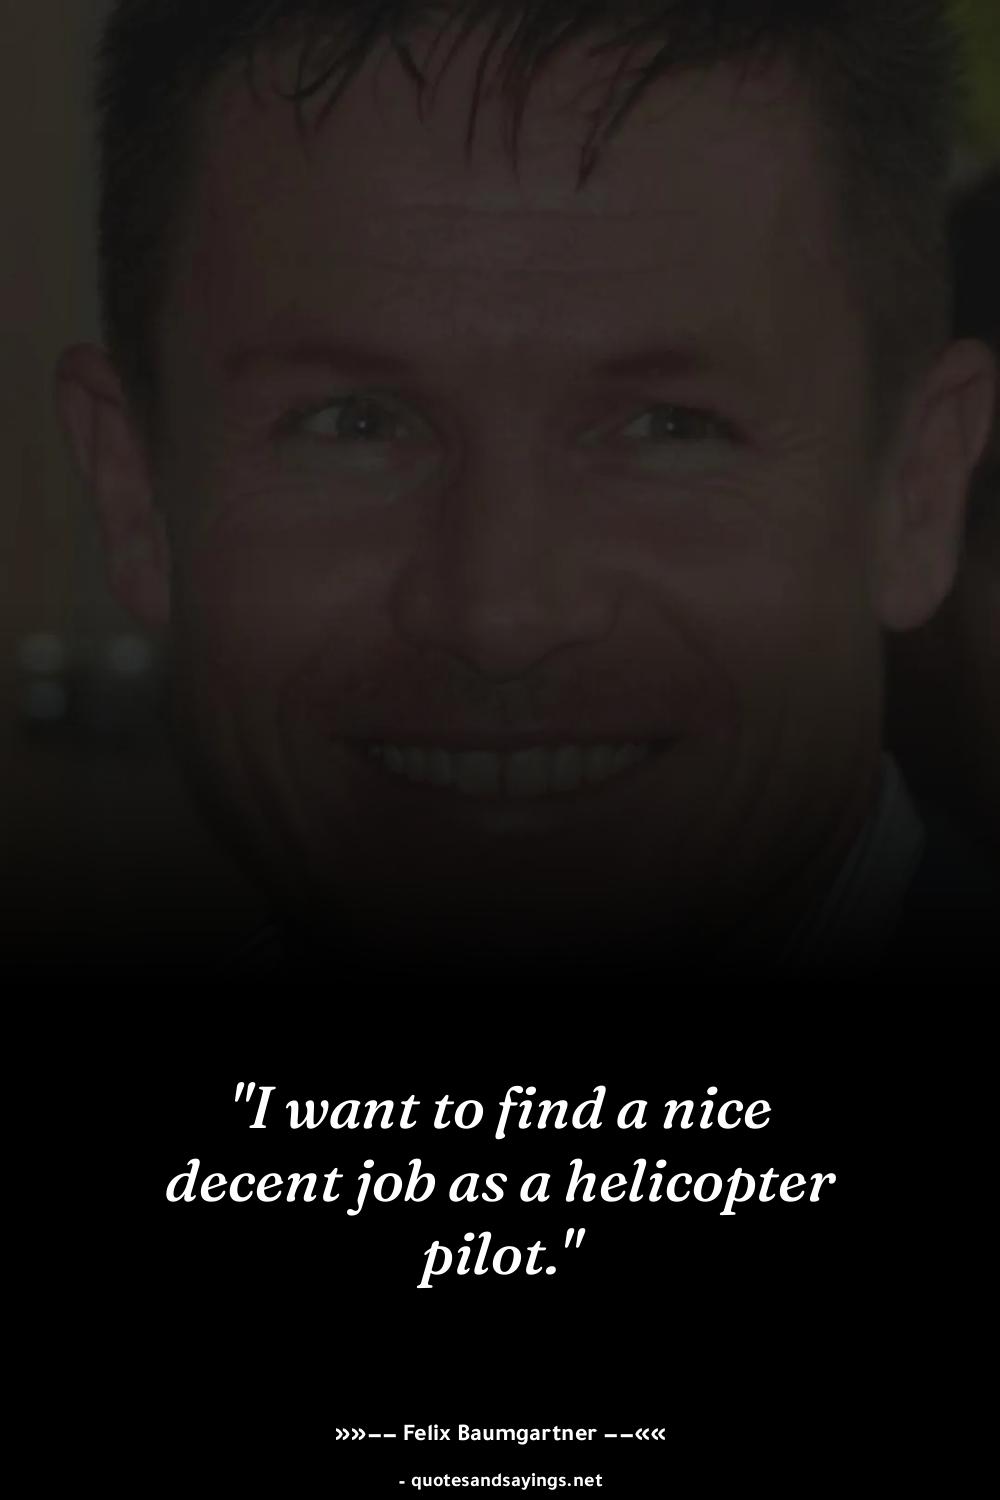 "I want to find a nice
decent job as a helicopter
pilot."
»»–– Felix Baumgartner ––««
- quotesandsayings.net